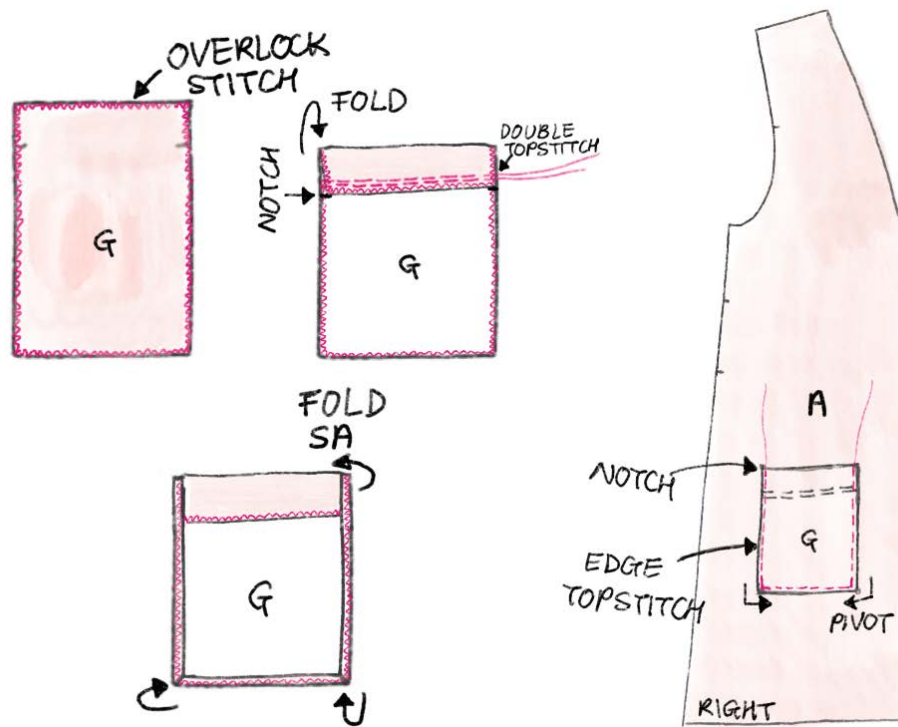 OVERLOCK
STITCH
G
FOLD
NOTCH
DOUBLE
TOPSTITCH
G
FOLD
SA
G
A
NOTCH
G
EDGE
TOPSTITCH
PIVOT
RIGHT